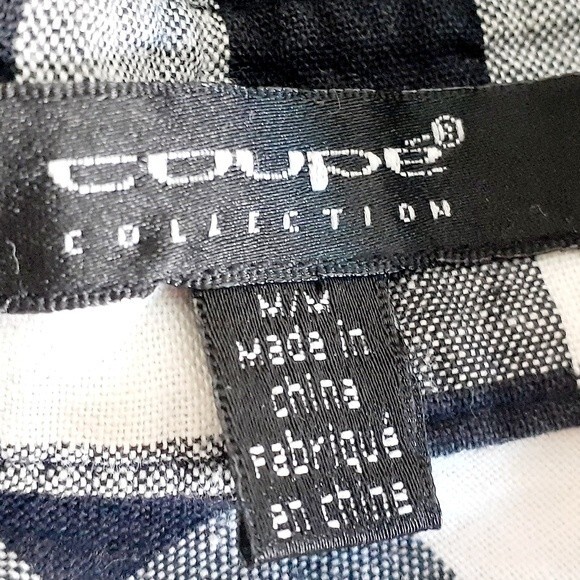 coupe®
COLLECTION
M/M
Made in
china
Fabriqué
en chine